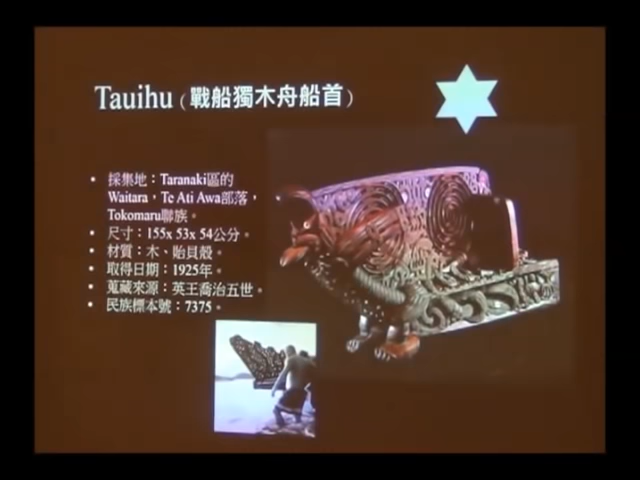 Tauihu (戰船獨木舟船首)
• 採集地：Taranaki區的
Waitara，Te Ati Awa部落，
Tokomaru聯族。
• 尺寸：155x 53x 54公分。
• 材質：木、貽貝殼。
• 取得日期：1925年。
• 蒐藏來源：英王喬治五世。
• 民族標本號：7375。